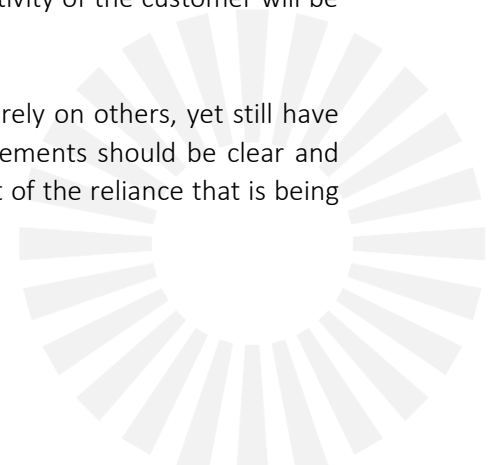 tivity of the customer will be
rely on others, yet still have
ements should be clear and
t of the reliance that is being